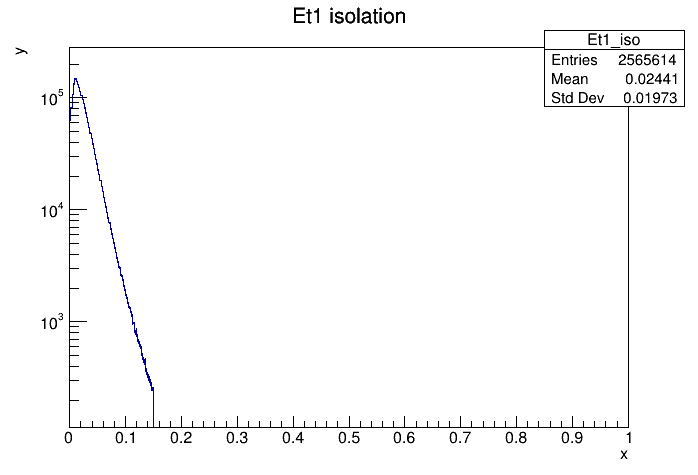 Et1 isolation
Et1_iso
Entries 2565614
Mean 0.02441
Std Dev 0.01973
y
10^5
10^4
10^3
0 0.1 0.2 0.3 0.4 0.5 0.6 0.7 0.8 0.9 1
x